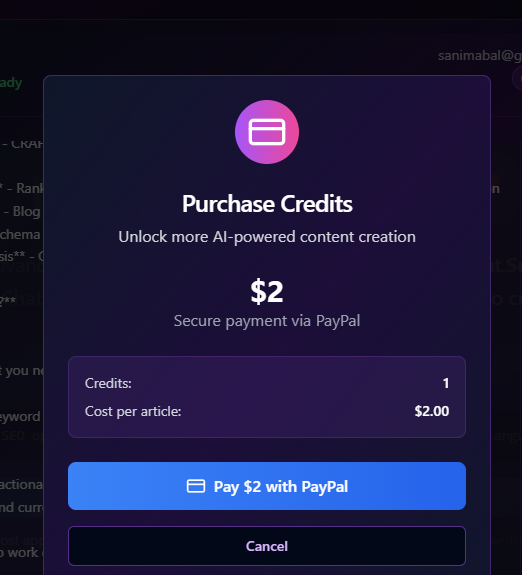 sanimabal@g
ady
Purchase Credits
Unlock more AI-powered content creation
$2
Secure payment via PayPal
Credits: 1
Cost per article: $2.00
Pay $2 with PayPal
Cancel
- CRAF
* - Rank
n
- Blog
chema
sis** - C
?**
t you ne
eyword
actiona
nd curr
o work